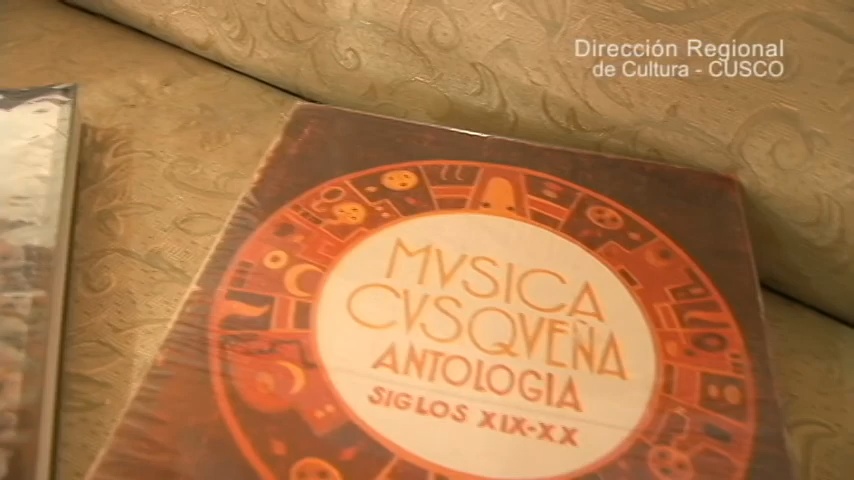 Dirección Regional
de Cultura - CUSCO
MVSICA
CVSQVEÑA
ANTOLOGIA
SIGLOS XIX-XX